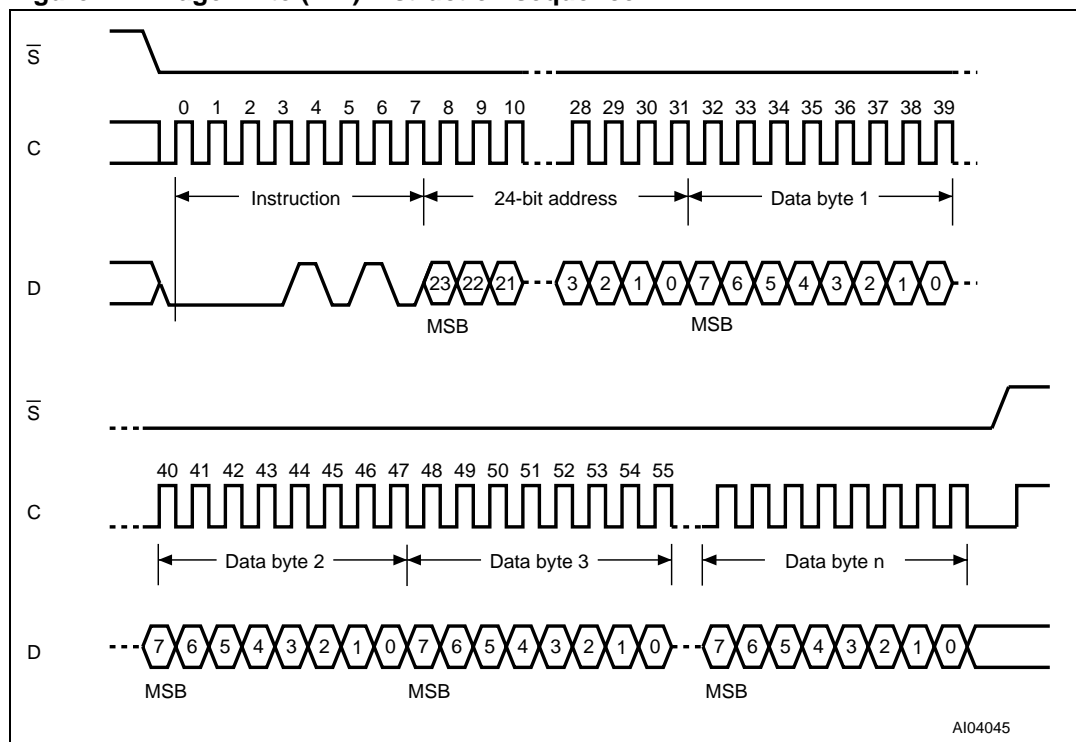 S
0 1 2 3 4 5 6 7 8 9 10 28 29 30 31 32 33 34 35 36 37 38 39
C
Instruction 24-bit address Data byte 1
D 23 22 21 3 2 1 0 7 6 5 4 3 2 1 0
MSB MSB
S
40 41 42 43 44 45 46 47 48 49 50 51 52 53 54 55
C
Data byte 2 Data byte 3 Data byte n
D 7 6 5 4 3 2 1 0 7 6 5 4 3 2 1 0 7 6 5 4 3 2 1 0
MSB MSB MSB
AI04045